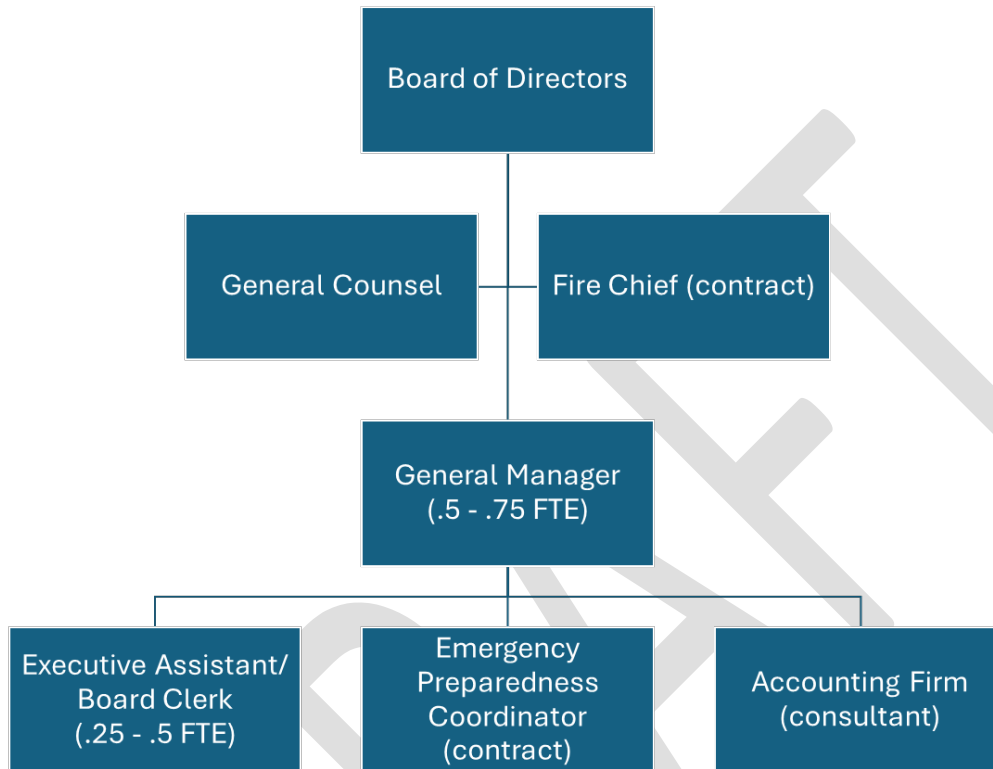 Board of Directors
General Counsel
Fire Chief (contract)
General Manager
(.5 - .75 FTE)
Executive Assistant/
Board Clerk
(.25 - .5 FTE)
Emergency
Preparedness
Coordinator
(contract)
Accounting Firm
(consultant)
DRAFT